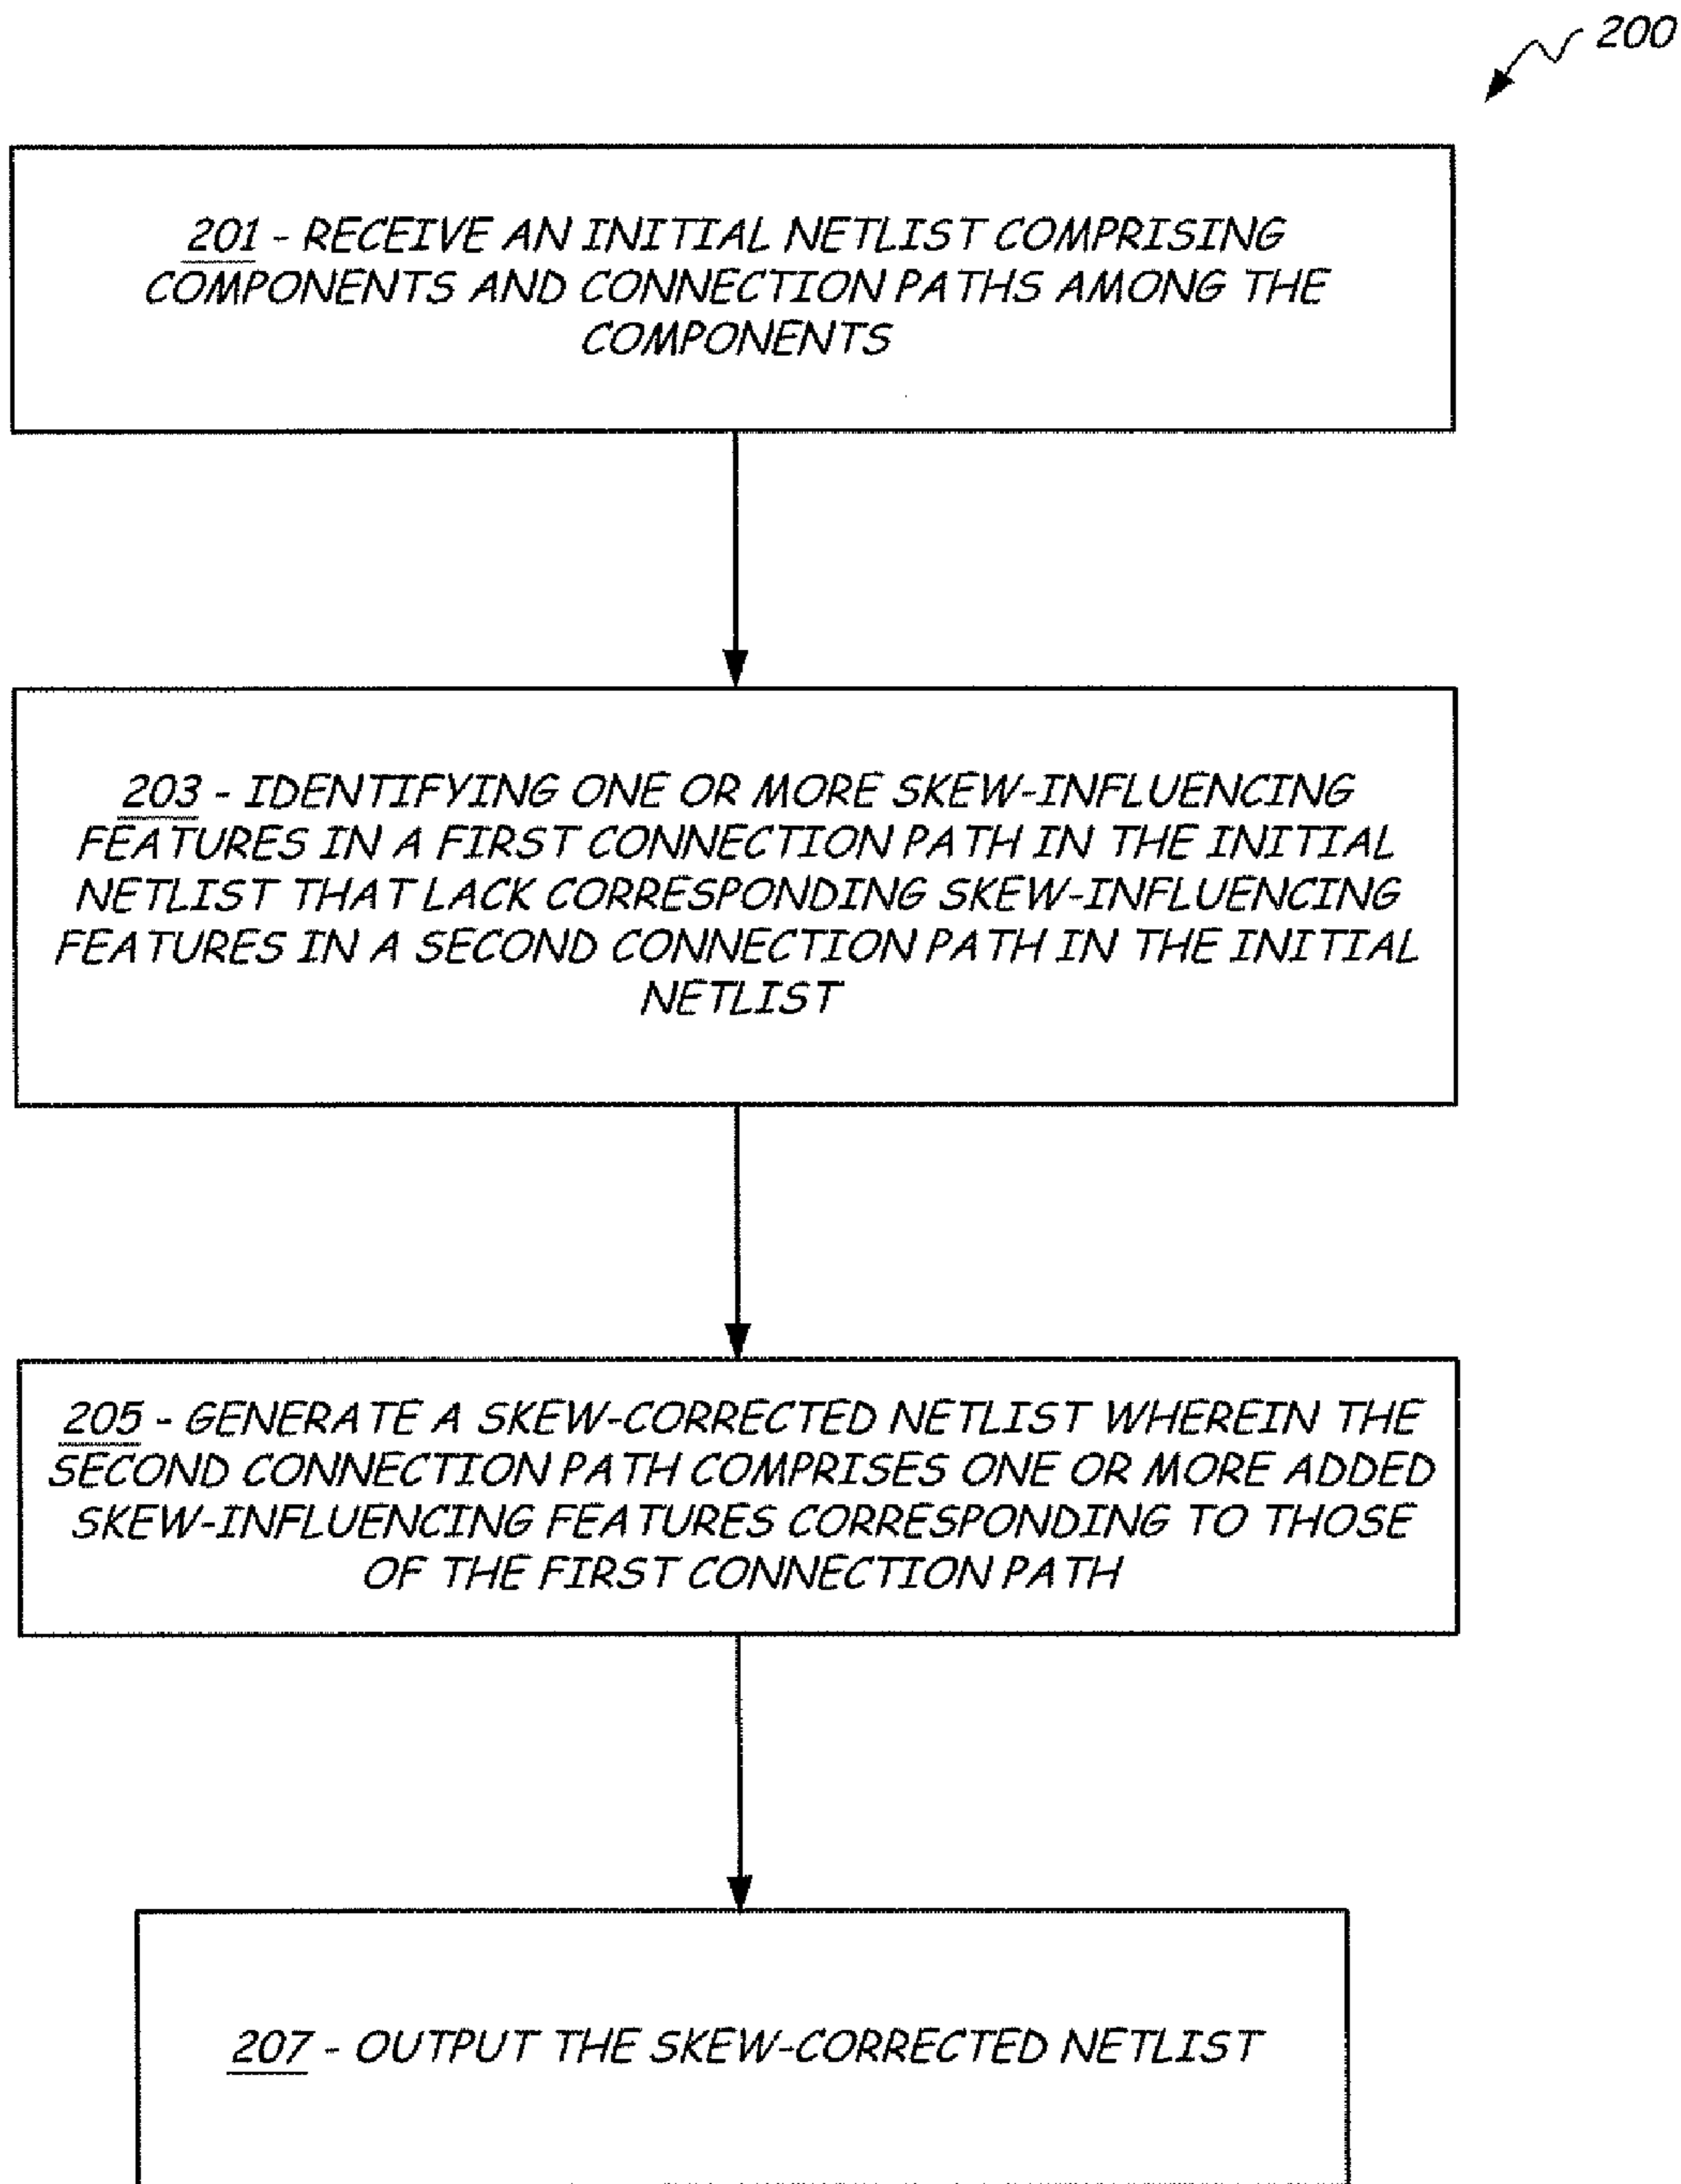 200
201 - RECEIVE AN INITIAL NETLIST COMPRISING
COMPONENTS AND CONNECTION PATHS AMONG THE
COMPONENTS
203 - IDENTIFYING ONE OR MORE SKEW-INFLUENCING
FEATURES IN A FIRST CONNECTION PATH IN THE INITIAL
NETLIST THAT LACK CORRESPONDING SKEW-INFLUENCING
FEATURES IN A SECOND CONNECTION PATH IN THE INITIAL
NETLIST
205 - GENERATE A SKEW-CORRECTED NETLIST WHEREIN THE
SECOND CONNECTION PATH COMPRISES ONE OR MORE ADDED
SKEW-INFLUENCING FEATURES CORRESPONDING TO THOSE
OF THE FIRST CONNECTION PATH
207 - OUTPUT THE SKEW-CORRECTED NETLIST